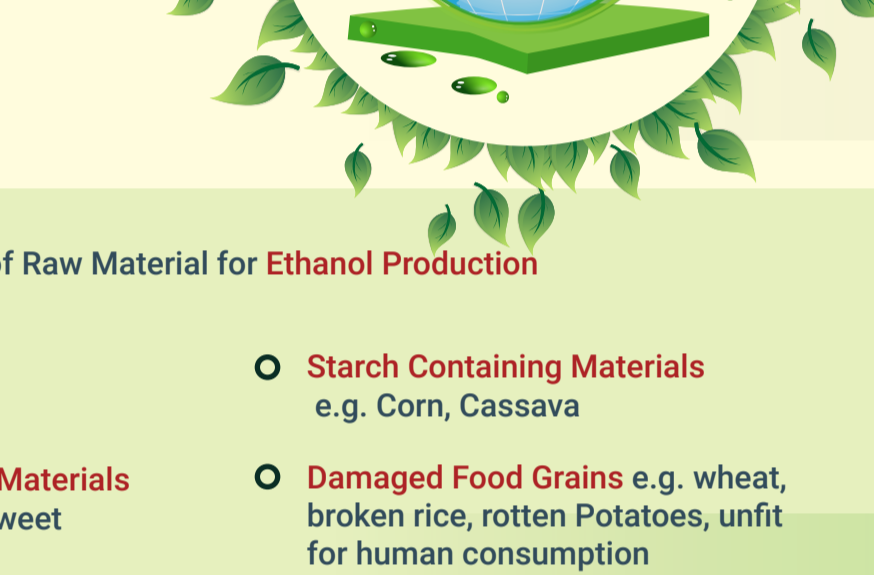 of Raw Material for Ethanol Production
Starch Containing Materials
e.g. Corn, Cassava
Materials
Damaged Food Grains e.g. wheat,
broken rice, rotten Potatoes, unfit
for human consumption